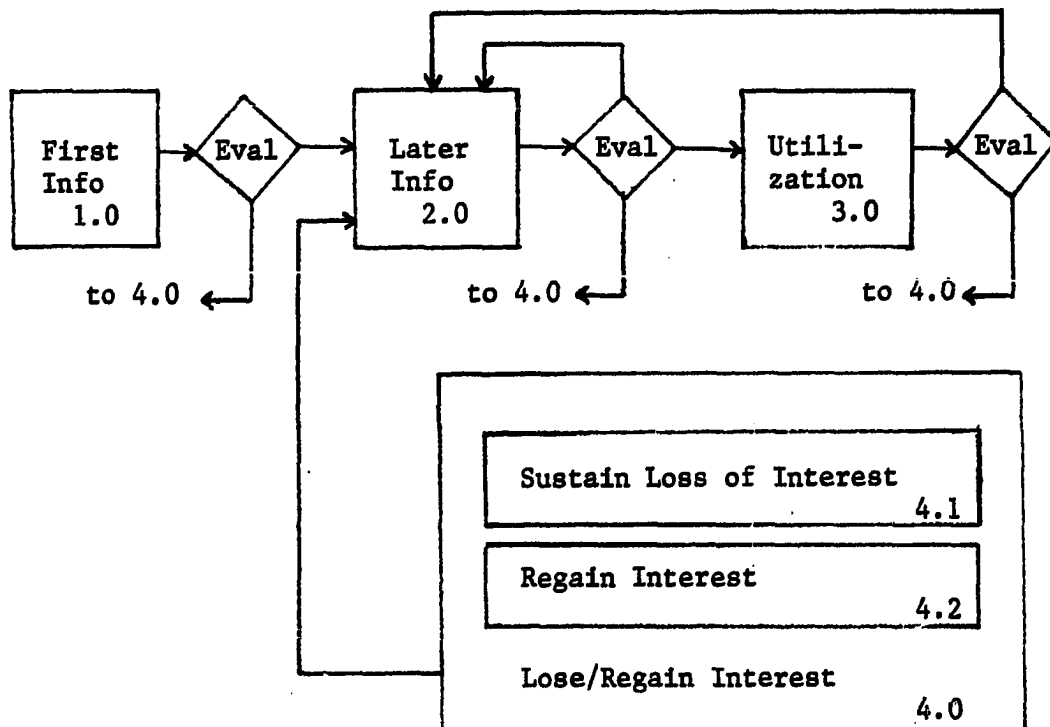 First
Info
1.0
Eval
Later
Info
2.0
Eval
Utili-
zation
3.0
Eval
to 4.0
to 4.0
to 4.0
Sustain Loss of Interest
4.1
Regain Interest
4.2
Lose/Regain Interest
4.0